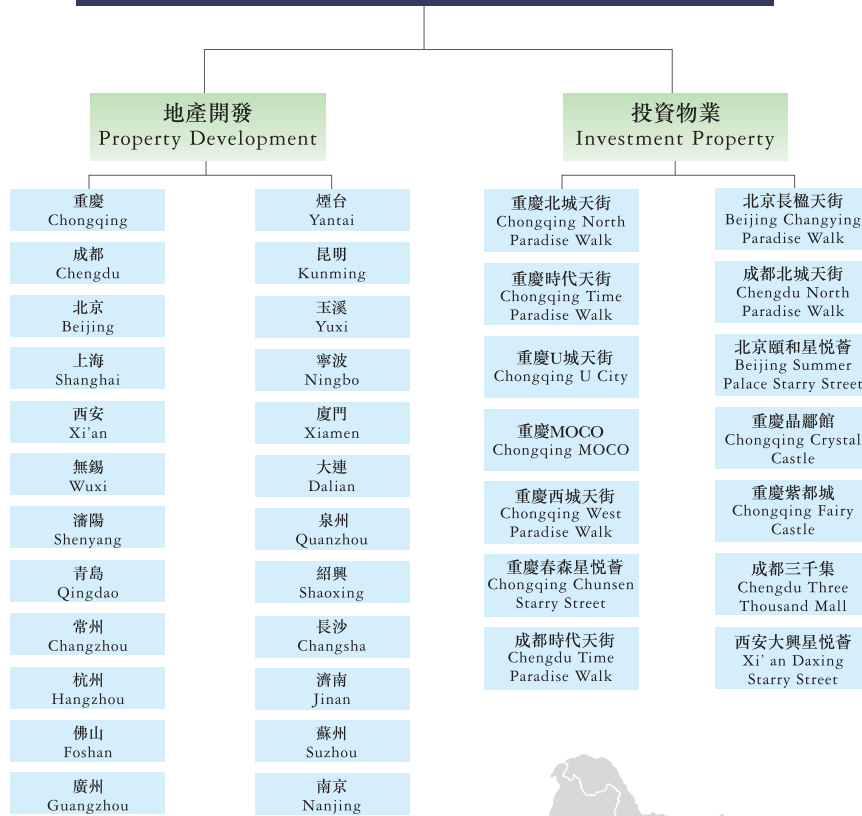 地產開發
Property Development
重慶
Chongqing
成都
Chengdu
北京
Beijing
上海
Shanghai
西安
Xi'an
無錫
Wuxi
瀋陽
Shenyang
青島
Qingdao
常州
Changzhou
杭州
Hangzhou
佛山
Foshan
廣州
Guangzhou
煙台
Yantai
昆明
Kunming
玉溪
Yuxi
寧波
Ningbo
廈門
Xiamen
大連
Dalian
泉州
Quanzhou
紹興
Shaoxing
長沙
Changsha
濟南
Jinan
蘇州
Suzhou
南京
Nanjing
投資物業
Investment Property
重慶北城天街
Chongqing North
Paradise Walk
重慶時代天街
Chongqing Time
Paradise Walk
重慶U城天街
Chongqing U City
重慶MOCO
Chongqing MOCO
重慶西城天街
Chongqing West
Paradise Walk
重慶春森星悦薈
Chongqing Chunsen
Starry Street
成都時代天街
Chengdu Time
Paradise Walk
北京長楹天街
Beijing Changying
Paradise Walk
成都北城天街
Chengdu North
Paradise Walk
北京頤和星悦薈
Beijing Summer
Palace Starry Street
重慶晶酈館
Chongqing Crystal
Castle
重慶紫都城
Chongqing Fairy
Castle
成都三千集
Chengdu Three
Thousand Mall
西安大興星悦薈
Xi' an Daxing
Starry Street